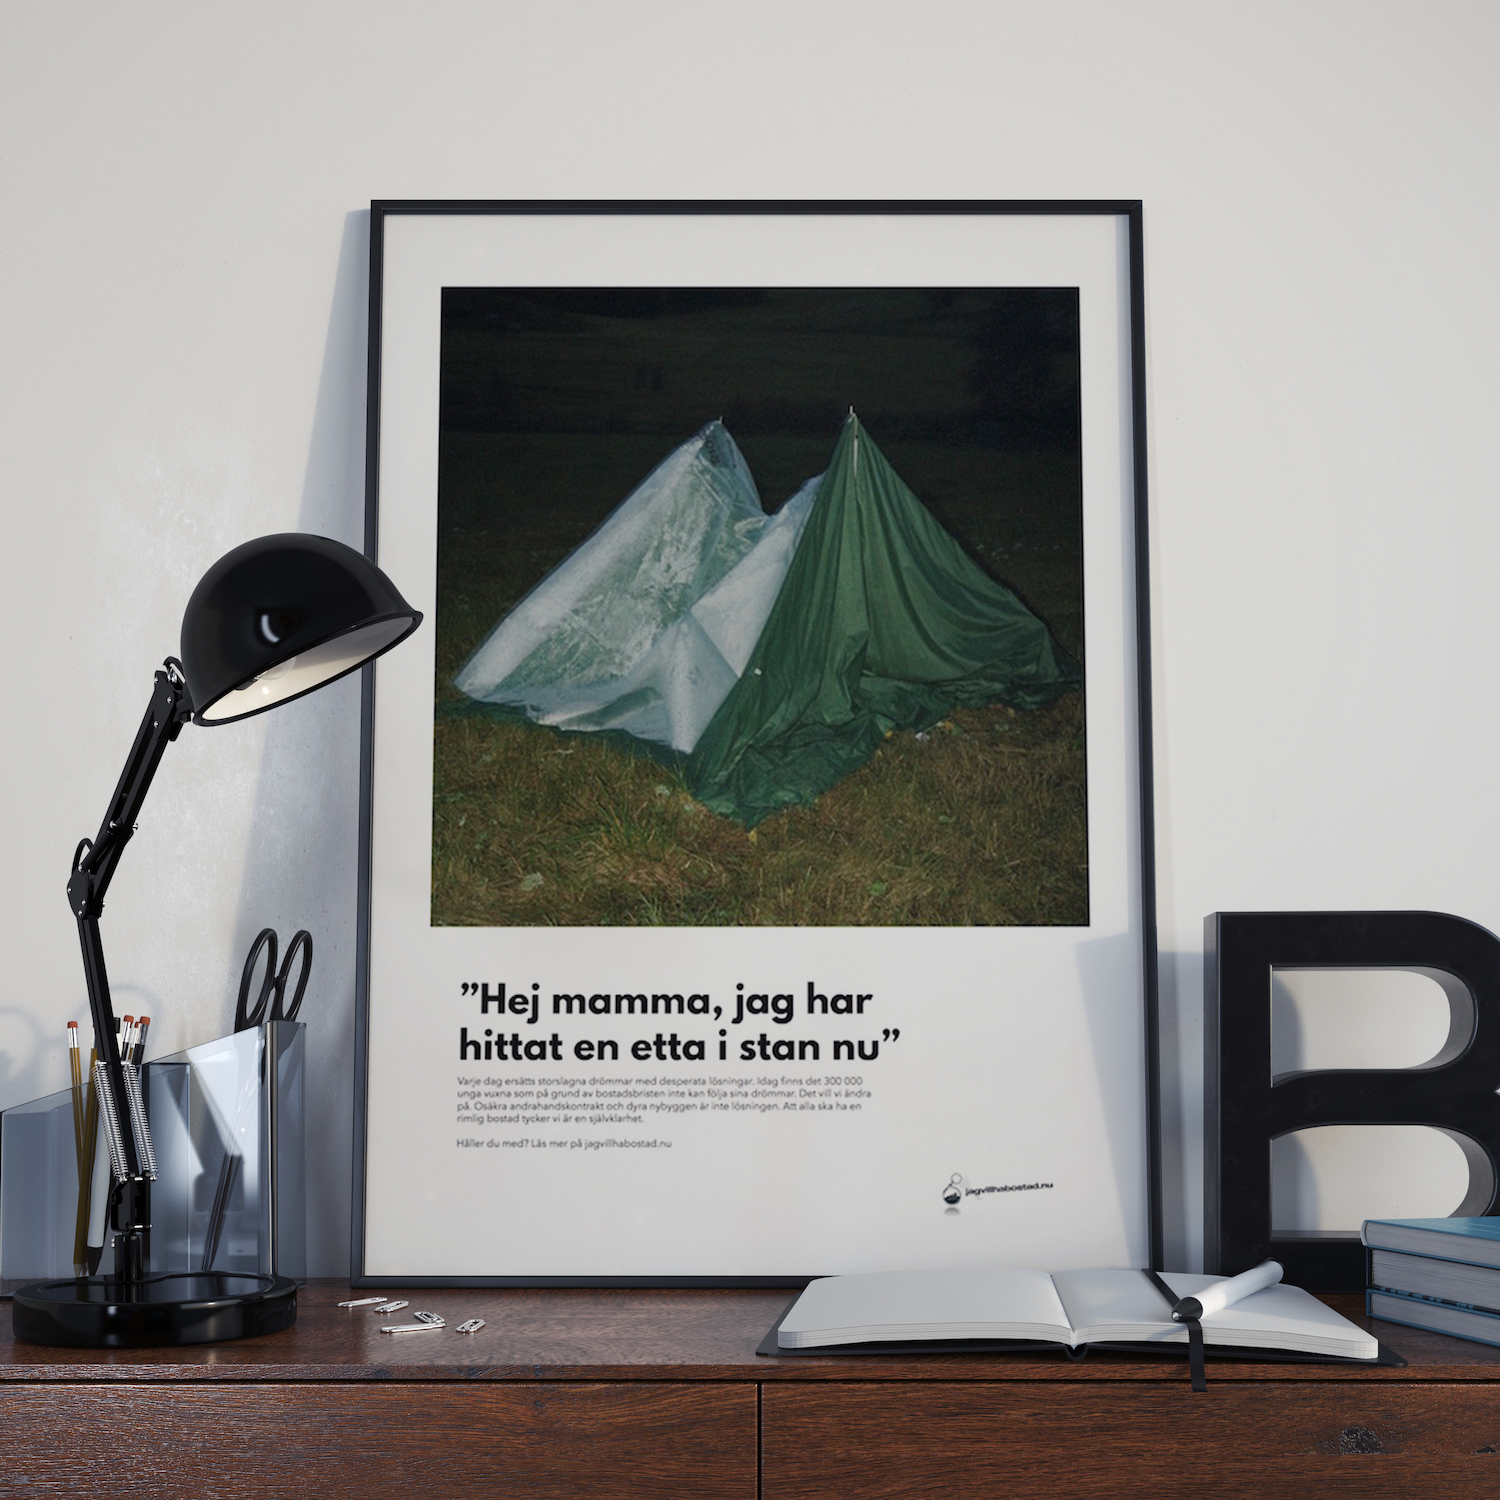 ”Hej mamma, jag har
hittat en etta i stan nu”
Varje dag ersätts storslagna drömmar med desperata lösningar. Idag finns det 300 000
unga vuxna som på grund av bostadsbristen inte kan följa sina drömmar. Det vill vi ändra
på. Osäkra andrahandskontrakt och dyra nybyggen är inte lösningen. Att alla ska ha en
rimlig bostad tycker vi är en självklarhet.
Håller du med? Läs mer på jagvillhabostad.nu
jagvillhabostad.nu
B